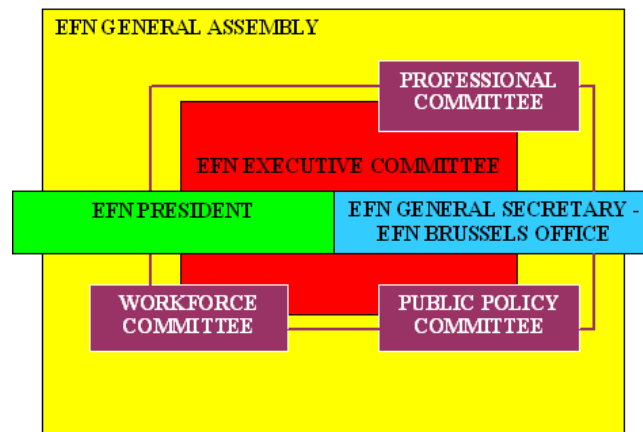 EFN GENERAL ASSEMBLY
PROFESSIONAL
COMMITTEE
EFN EXECUTIVE COMMITTEE
EFN PRESIDENT
EFN GENERAL SECRETARY -
EFN BRUSSELS OFFICE
WORKFORCE
COMMITTEE
PUBLIC POLICY
COMMITTEE